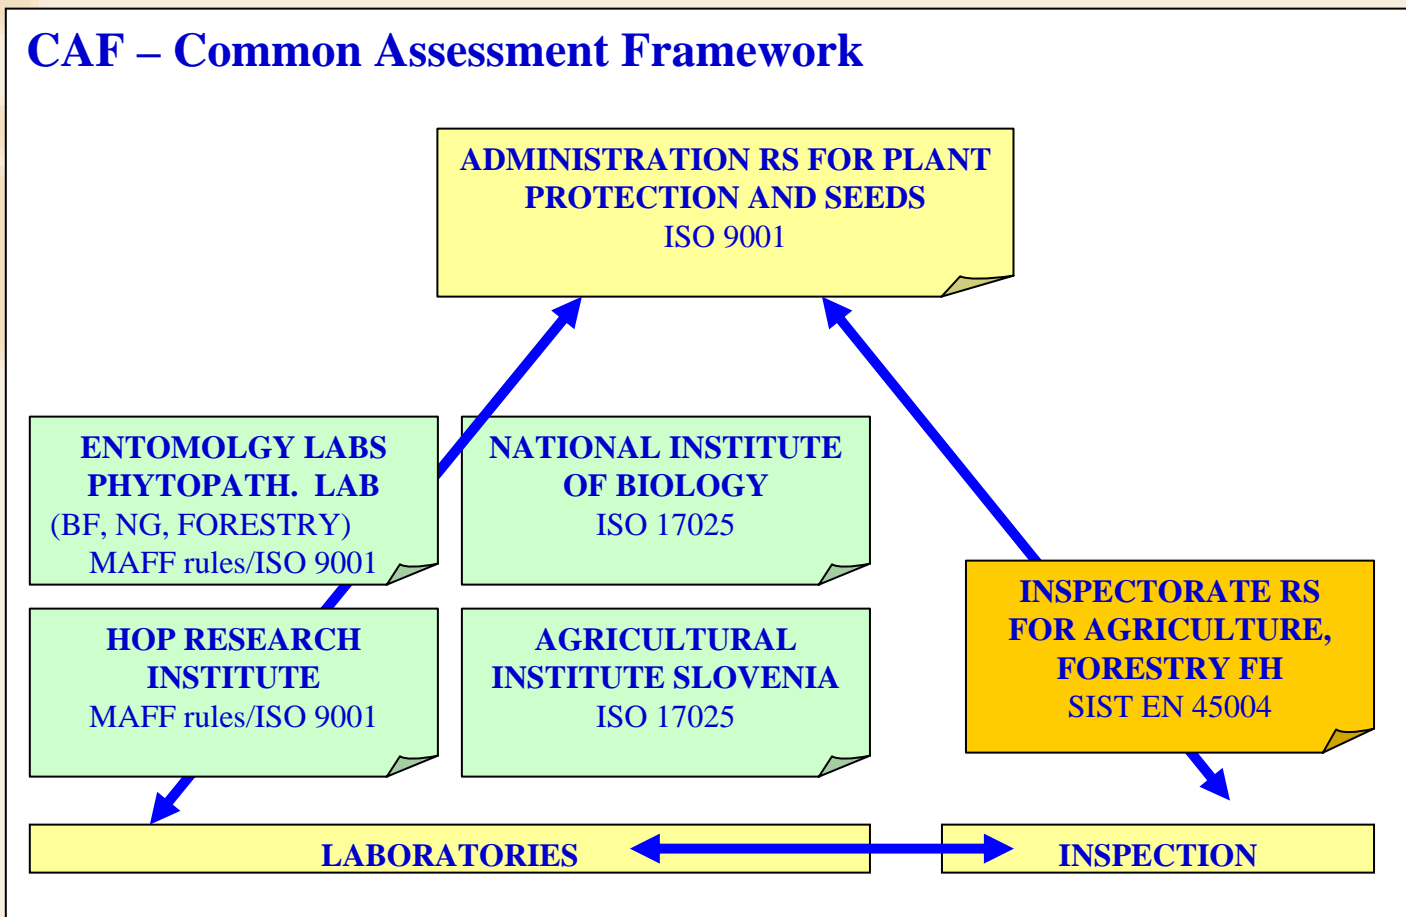 CAF – Common Assessment Framework
ADMINISTRATION RS FOR PLANT
PROTECTION AND SEEDS
ISO 9001
ENTOMOLGY LABS
PHYTOPATH. LAB
(BF, NG, FORESTRY)
MAFF rules/ISO 9001
NATIONAL INSTITUTE
OF BIOLOGY
ISO 17025
HOP RESEARCH
INSTITUTE
MAFF rules/ISO 9001
AGRICULTURAL
INSTITUTE SLOVENIA
ISO 17025
INSPECTORATE RS
FOR AGRICULTURE,
FORESTRY FH
SIST EN 45004
LABORATORIES
INSPECTION